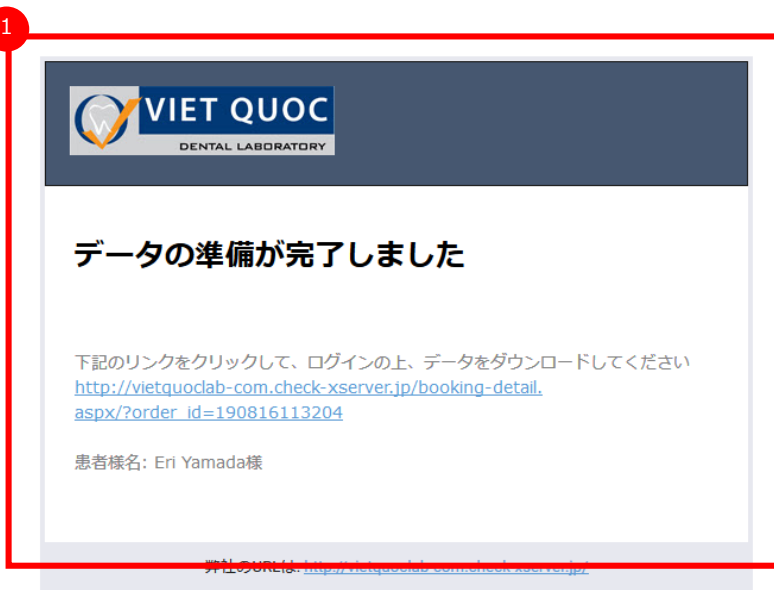 1
VIET QUOC
DENTAL LABORATORY
データの準備が完了しました
下記のリンクをクリックして、ログインの上、データをダウンロードしてください
http://vietquoclab-com.check-xserver.jp/booking-detail.
aspx/?order_id=190816113204
患者様名: Eri Yamada様
弊社のURLは: http://vietquoclab-com.check-xserver.jp/